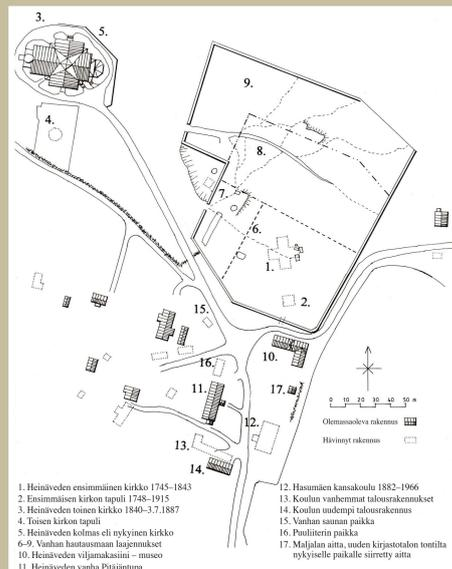 3.
5.
9.
4.
8.
7.
6.
1.
2.
15.
10.
16.
11.
17.
12.
13.
14.
0 10 20 30 40 50 m
Olemassaoleva rakennus
Hävinnyt rakennus
1. Heinäveden ensimmäinen kirkko 1745–1843
2. Ensimmäisen kirkon tapuli 1748–1915
3. Heinäveden toinen kirkko 1840–3.7.1887
4. Toisen kirkon tapuli
5. Heinäveden kolmas eli nykyinen kirkko
6–9. Vanhan hautausmaan laajennukset
10. Heinäveden viljamakasiini – museo
11. Heinäveden vanha Pitäjäntupa
12. Hasumäen kansakoulu 1882–1966
13. Koulun vanhemmat talousrakennukset
14. Koulun uudempi talousrakennus
15. Vanhan saunan paikka
16. Puuliiterin paikka
17. Maljalan aitta, uuden kirjastotalon tontilta
nykyiselle paikalle siirretty aitta